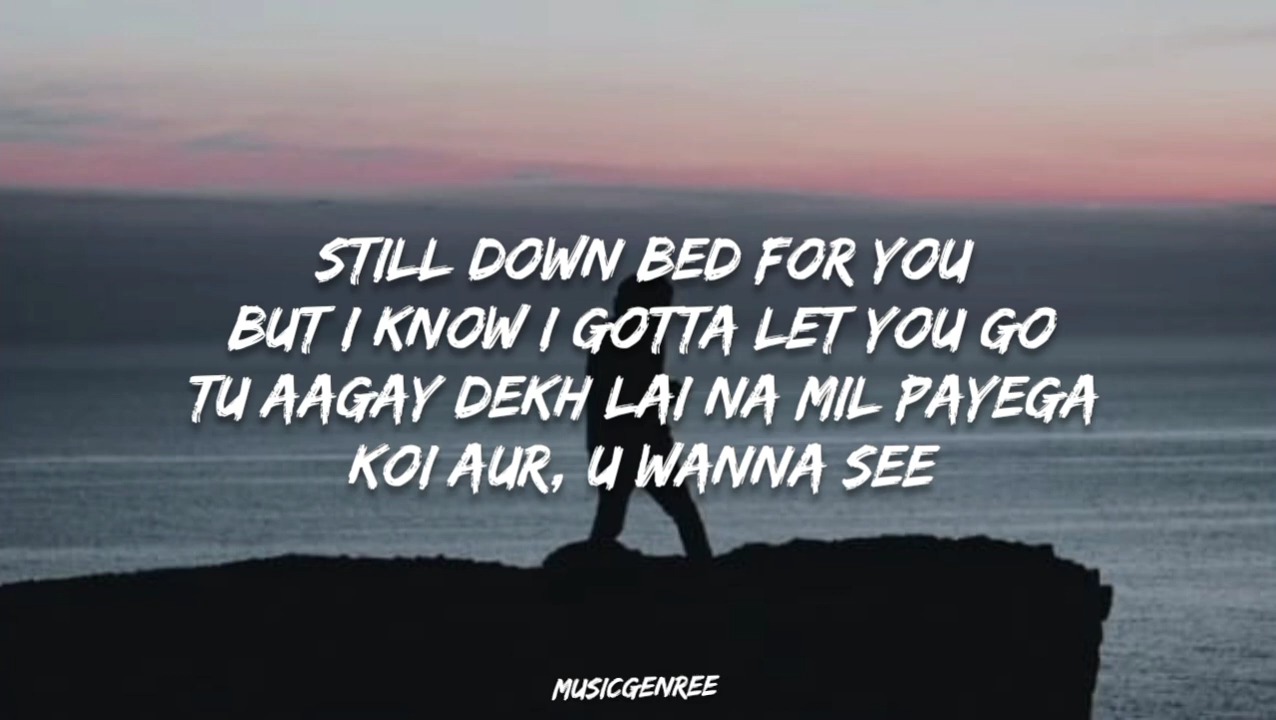 STILL DOWN BED FOR YOU
BUT I KNOW I GOTTA LET YOU GO
TU AAGAY DEKH LAI NA MIL PAYEGA
KOI AUR, U WANNA SEE
MUSICGENREE